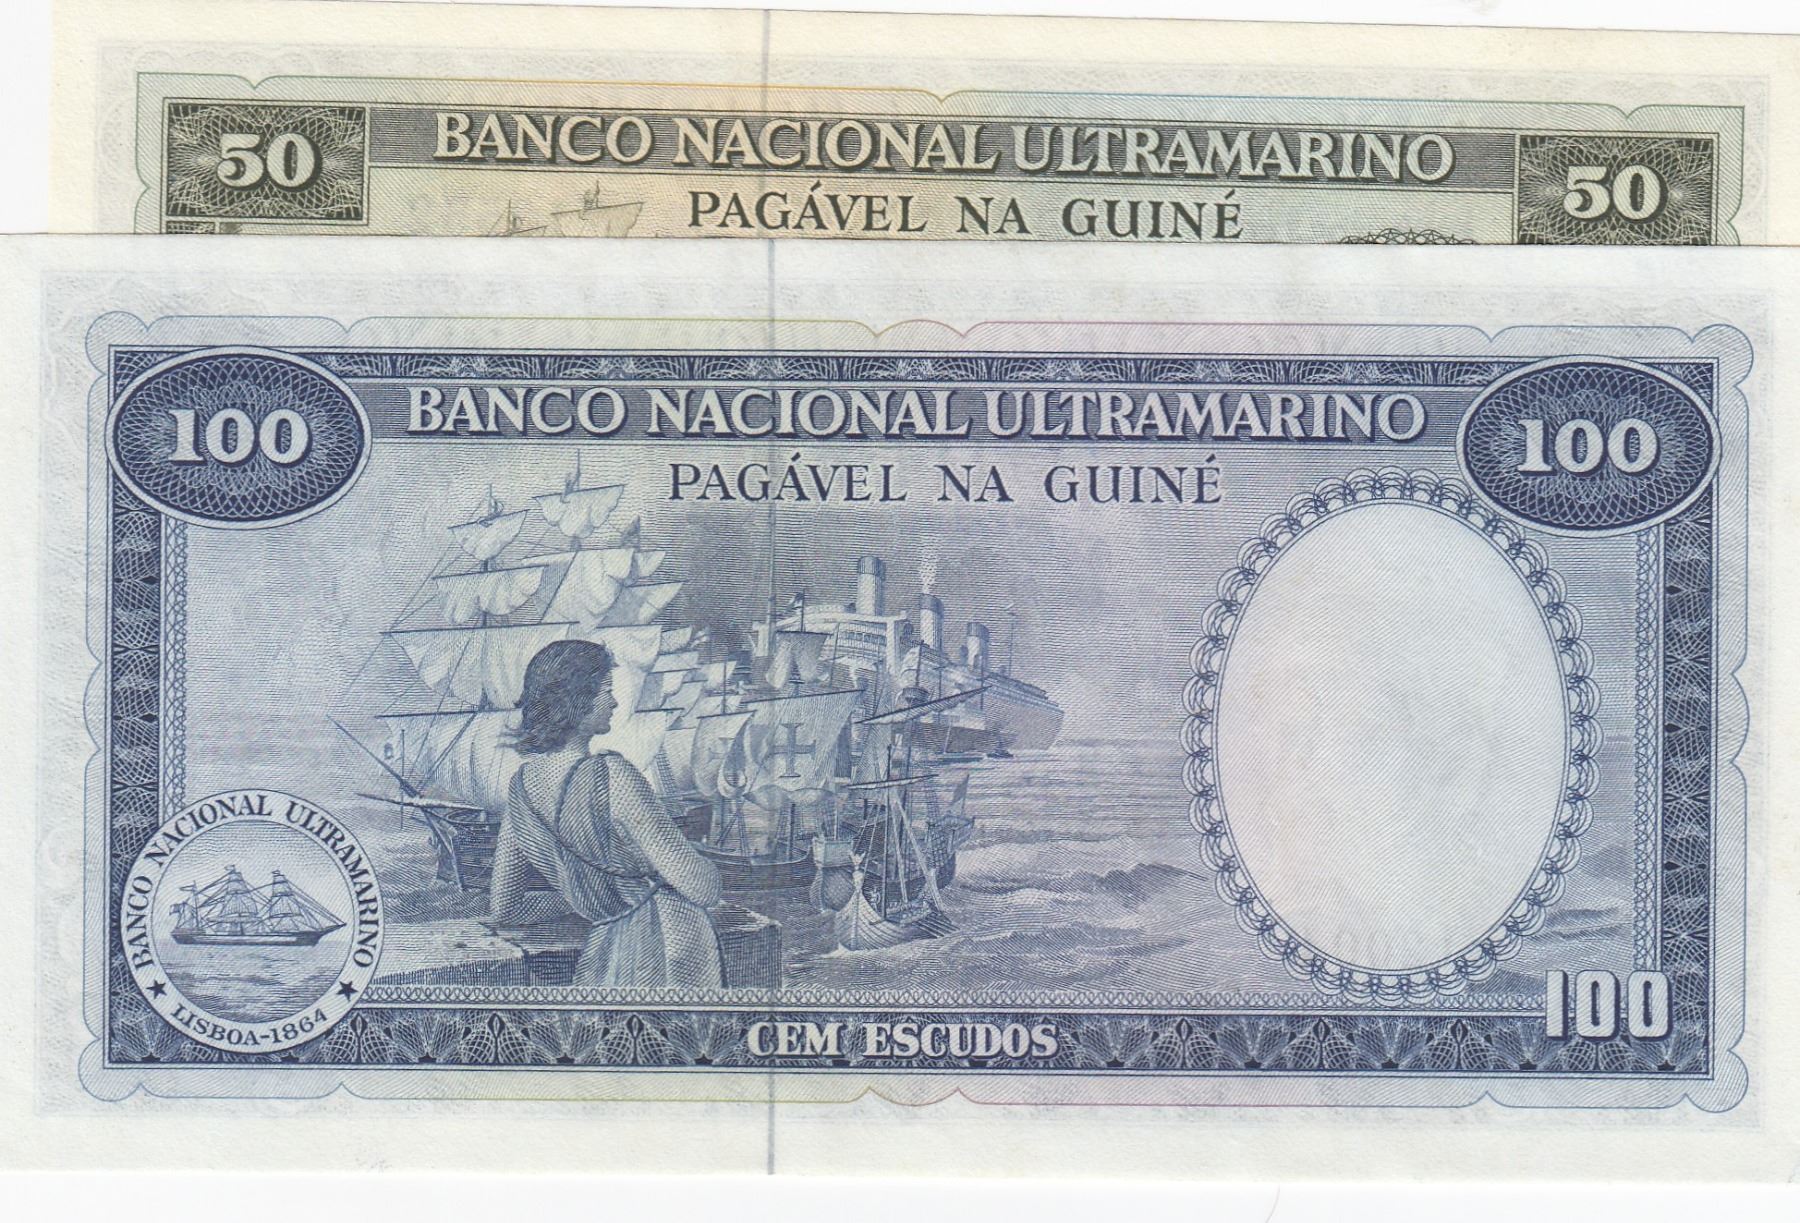 50 BANCO NACIONAL ULTRAMARINO 50
PAGÁVEL NA GUINÉ
100 BANCO NACIONAL ULTRAMARINO 100
PAGÁVEL NA GUINÉ
BANCO NACIONAL ULTRAMARINO
LISBOA-1864
CEM ESCUDOS
100